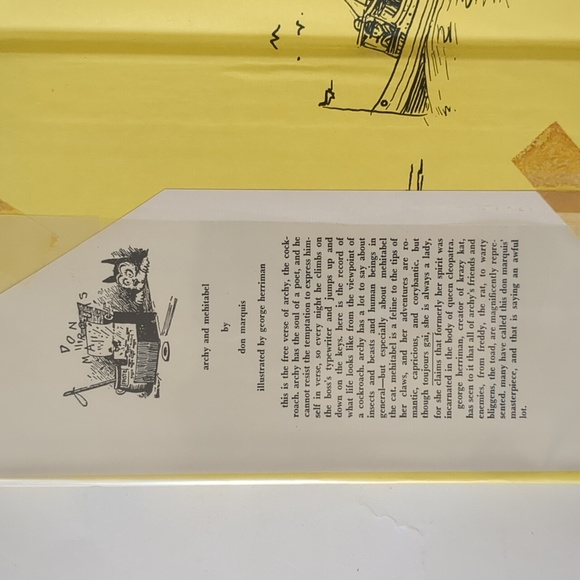 DON
MARQUIS
archy and mehitabel
by
don marquis
illustrated by george herriman
this is the free verse of archy, the cock-
roach. archy has the soul of a poet, and he
cannot resist the temptation to express him-
self in verse, so every night he climbs on
the boss's typewriter and jumps up and
down on the keys. here is the record of
what life looks like from the viewpoint of
a cockroach. archy has a lot to say about
insects and beasts and human beings in
general—but especially about mehitabel
the cat. mehitabel is a feline to the tips of
her claws, and her adventures are ro-
mantic, capricious, and corybantic. but
though toujours gai, she is always a lady,
for she claims that formerly her spirit was
incarnated in the body of queen cleopatra.
george herriman, creator of krazy kat,
has seen to it that all of archy's friends and
enemies, from freddy, the rat, to warty
bliggens, the toad, are magnificently repre-
sented. many have called this don marquis'
masterpiece, and that is saying an awful
lot.